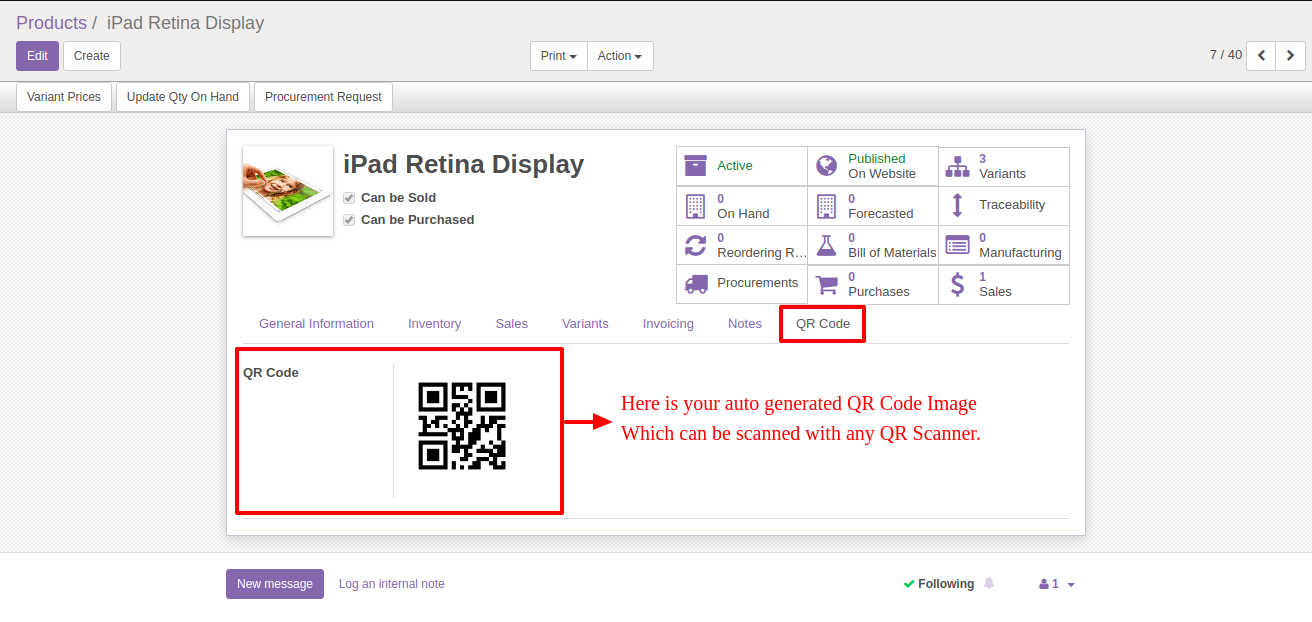 Products / iPad Retina Display
Edit Create Print Action 7 / 40
Variant Prices Update Qty On Hand Procurement Request
iPad Retina Display
Can be Sold
Can be Purchased
Active
Published
On Website
3
Variants
0
On Hand
0
Forecasted
Traceability
0
Reordering R...
0
Bill of Materials
0
Manufacturing
Procurements
0
Purchases
1
Sales
General Information Inventory Sales Variants Invoicing Notes QR Code
QR Code
Here is your auto generated QR Code Image
Which can be scanned with any QR Scanner.
New message Log an internal note Following 1